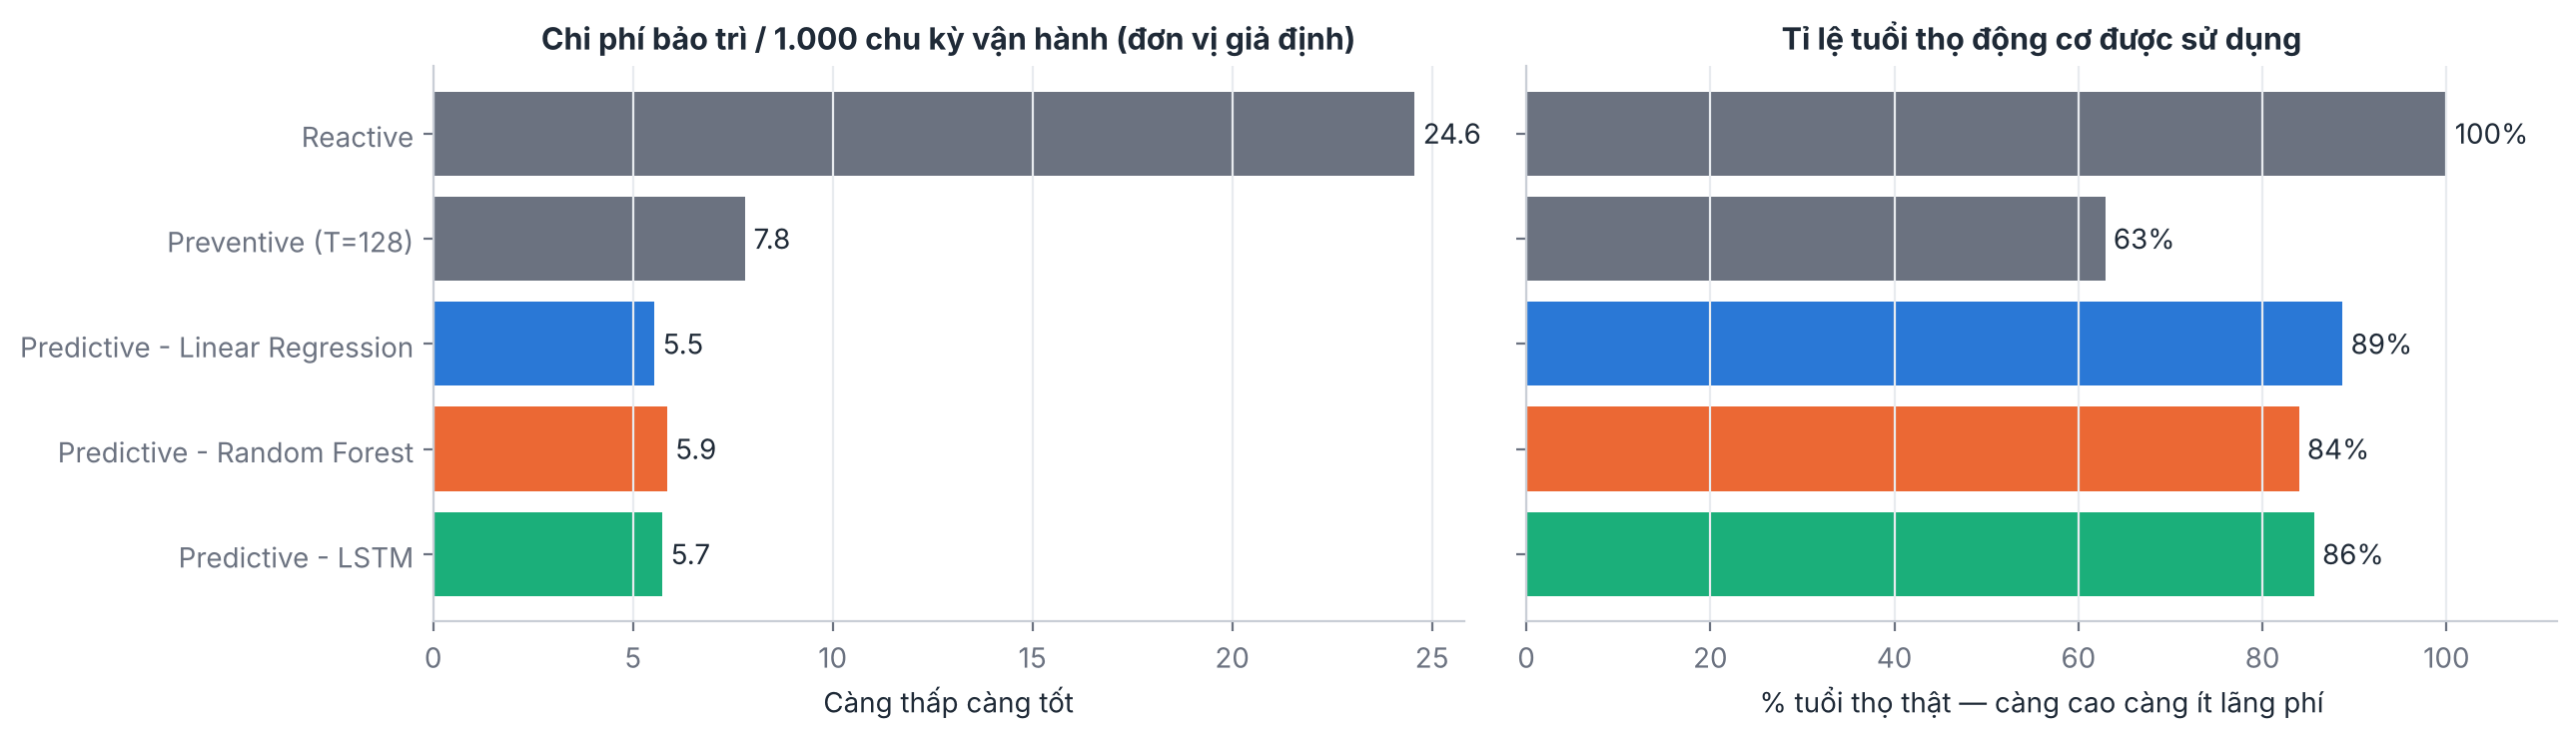 Chi phí bảo trì / 1.000 chu kỳ vận hành (đơn vị giả định)
Reactive
24.6
Preventive (T=128)
7.8
Predictive - Linear Regression
5.5
Predictive - Random Forest
5.9
Predictive - LSTM
5.7
0 5 10 15 20 25
Càng thấp càng tốt
Tỉ lệ tuổi thọ động cơ được sử dụng
100%
63%
89%
84%
86%
0 20 40 60 80 100
% tuổi thọ thật — càng cao càng ít lãng phí